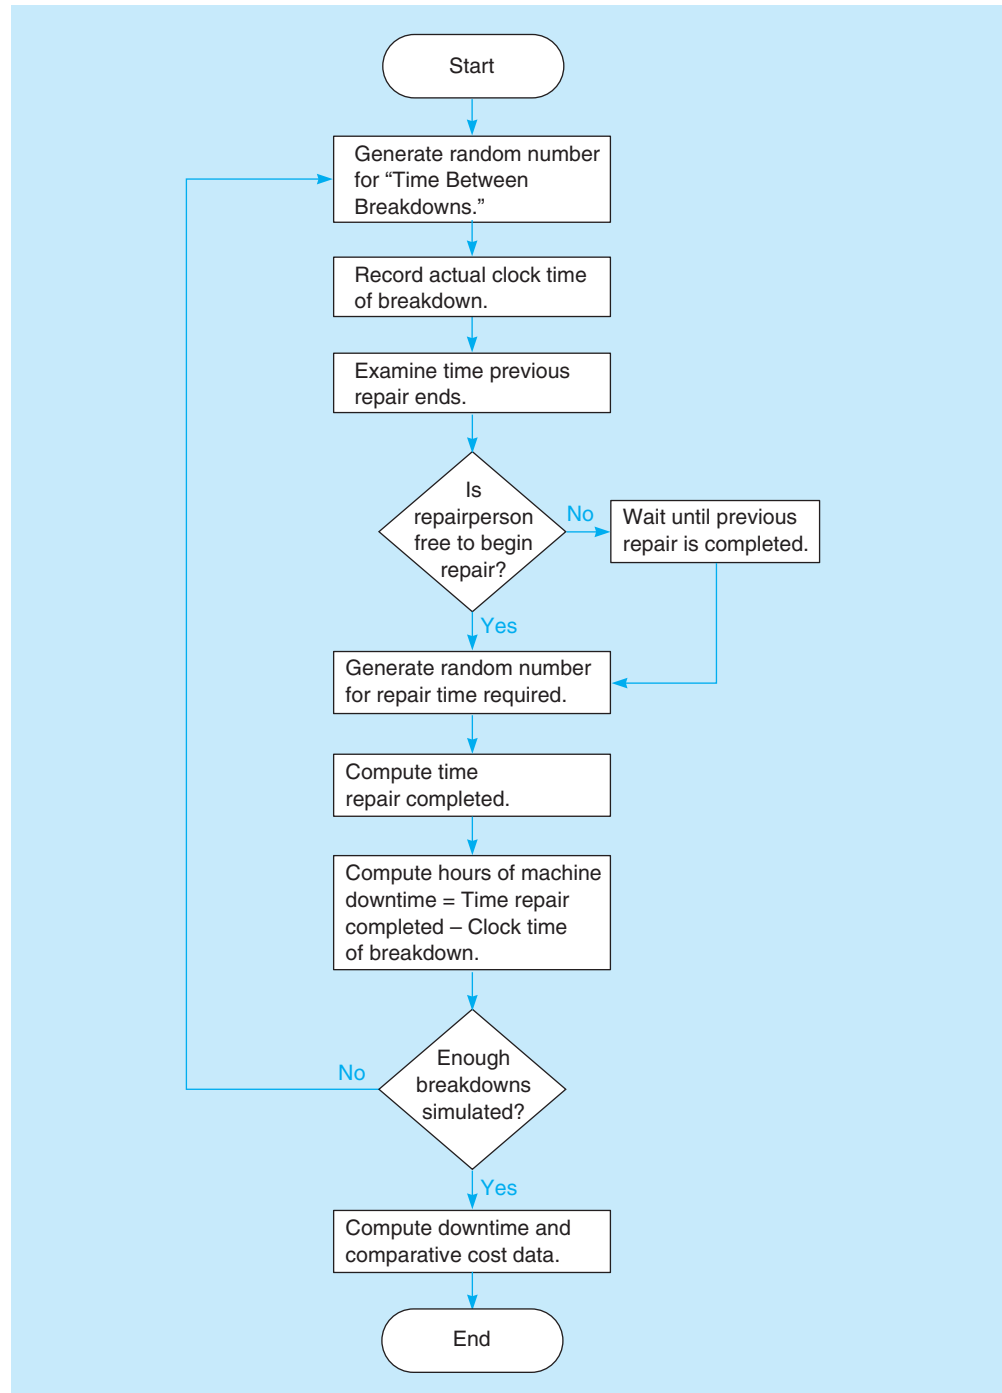 Start
Generate random number
for “Time Between
Breakdowns.”
Record actual clock time
of breakdown.
Examine time previous
repair ends.
Is
repairperson
free to begin
repair?
No
Wait until previous
repair is completed.
Yes
Generate random number
for repair time required.
Compute time
repair completed.
Compute hours of machine
downtime = Time repair
completed – Clock time
of breakdown.
Enough
breakdowns
simulated?
No
Yes
Compute downtime and
comparative cost data.
End